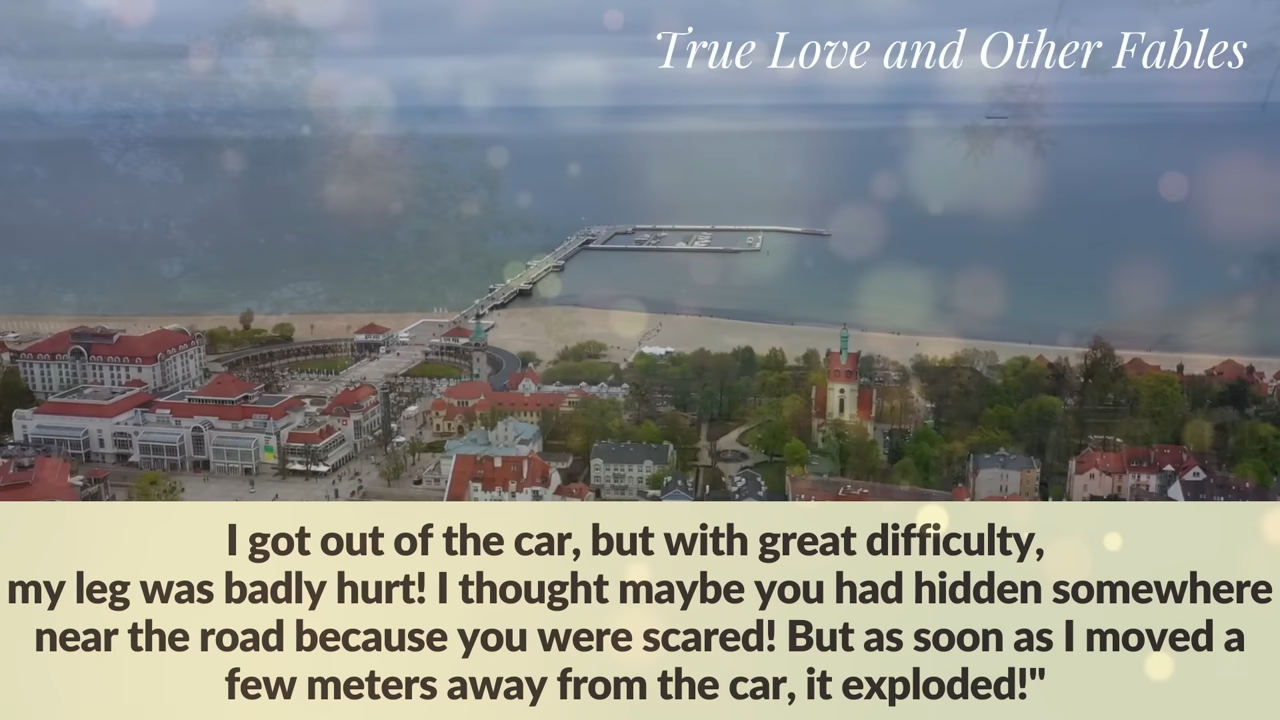 True Love and Other Fables
I got out of the car, but with great difficulty,
my leg was badly hurt! I thought maybe you had hidden somewhere
near the road because you were scared! But as soon as I moved a
few meters away from the car, it exploded!"